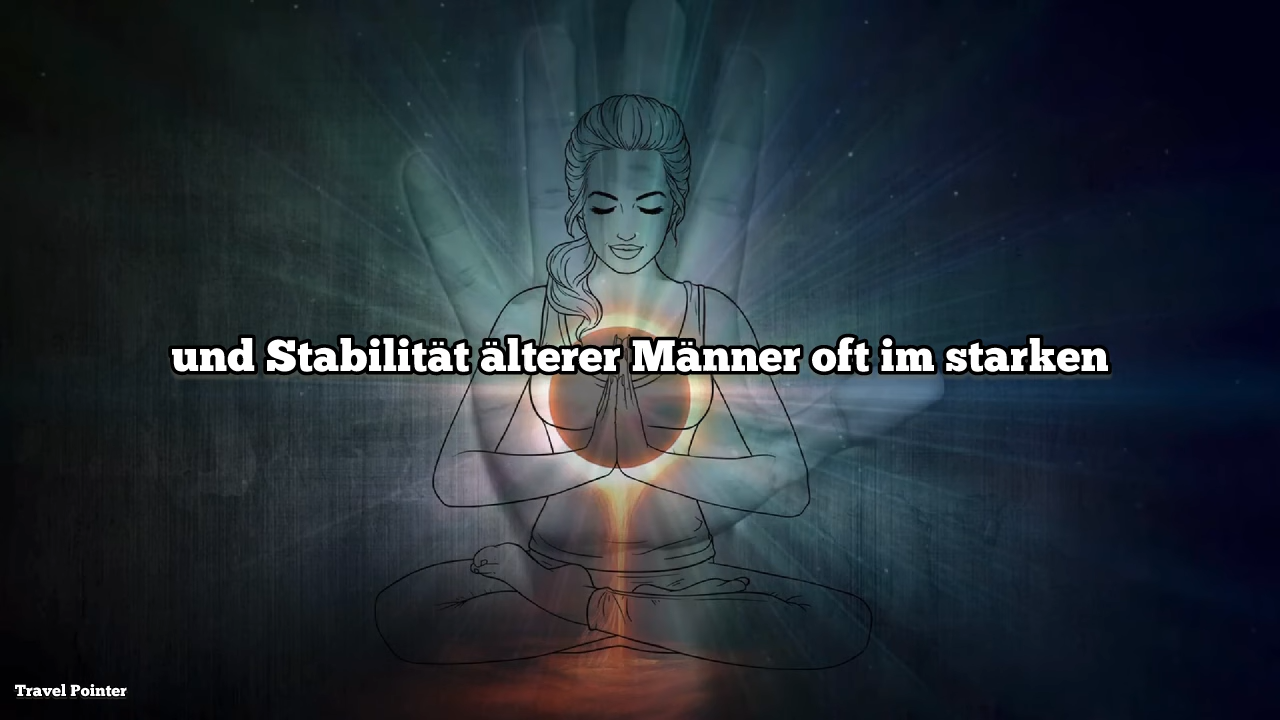 und Stabilität älterer Männer oft im starken
Travel Pointer